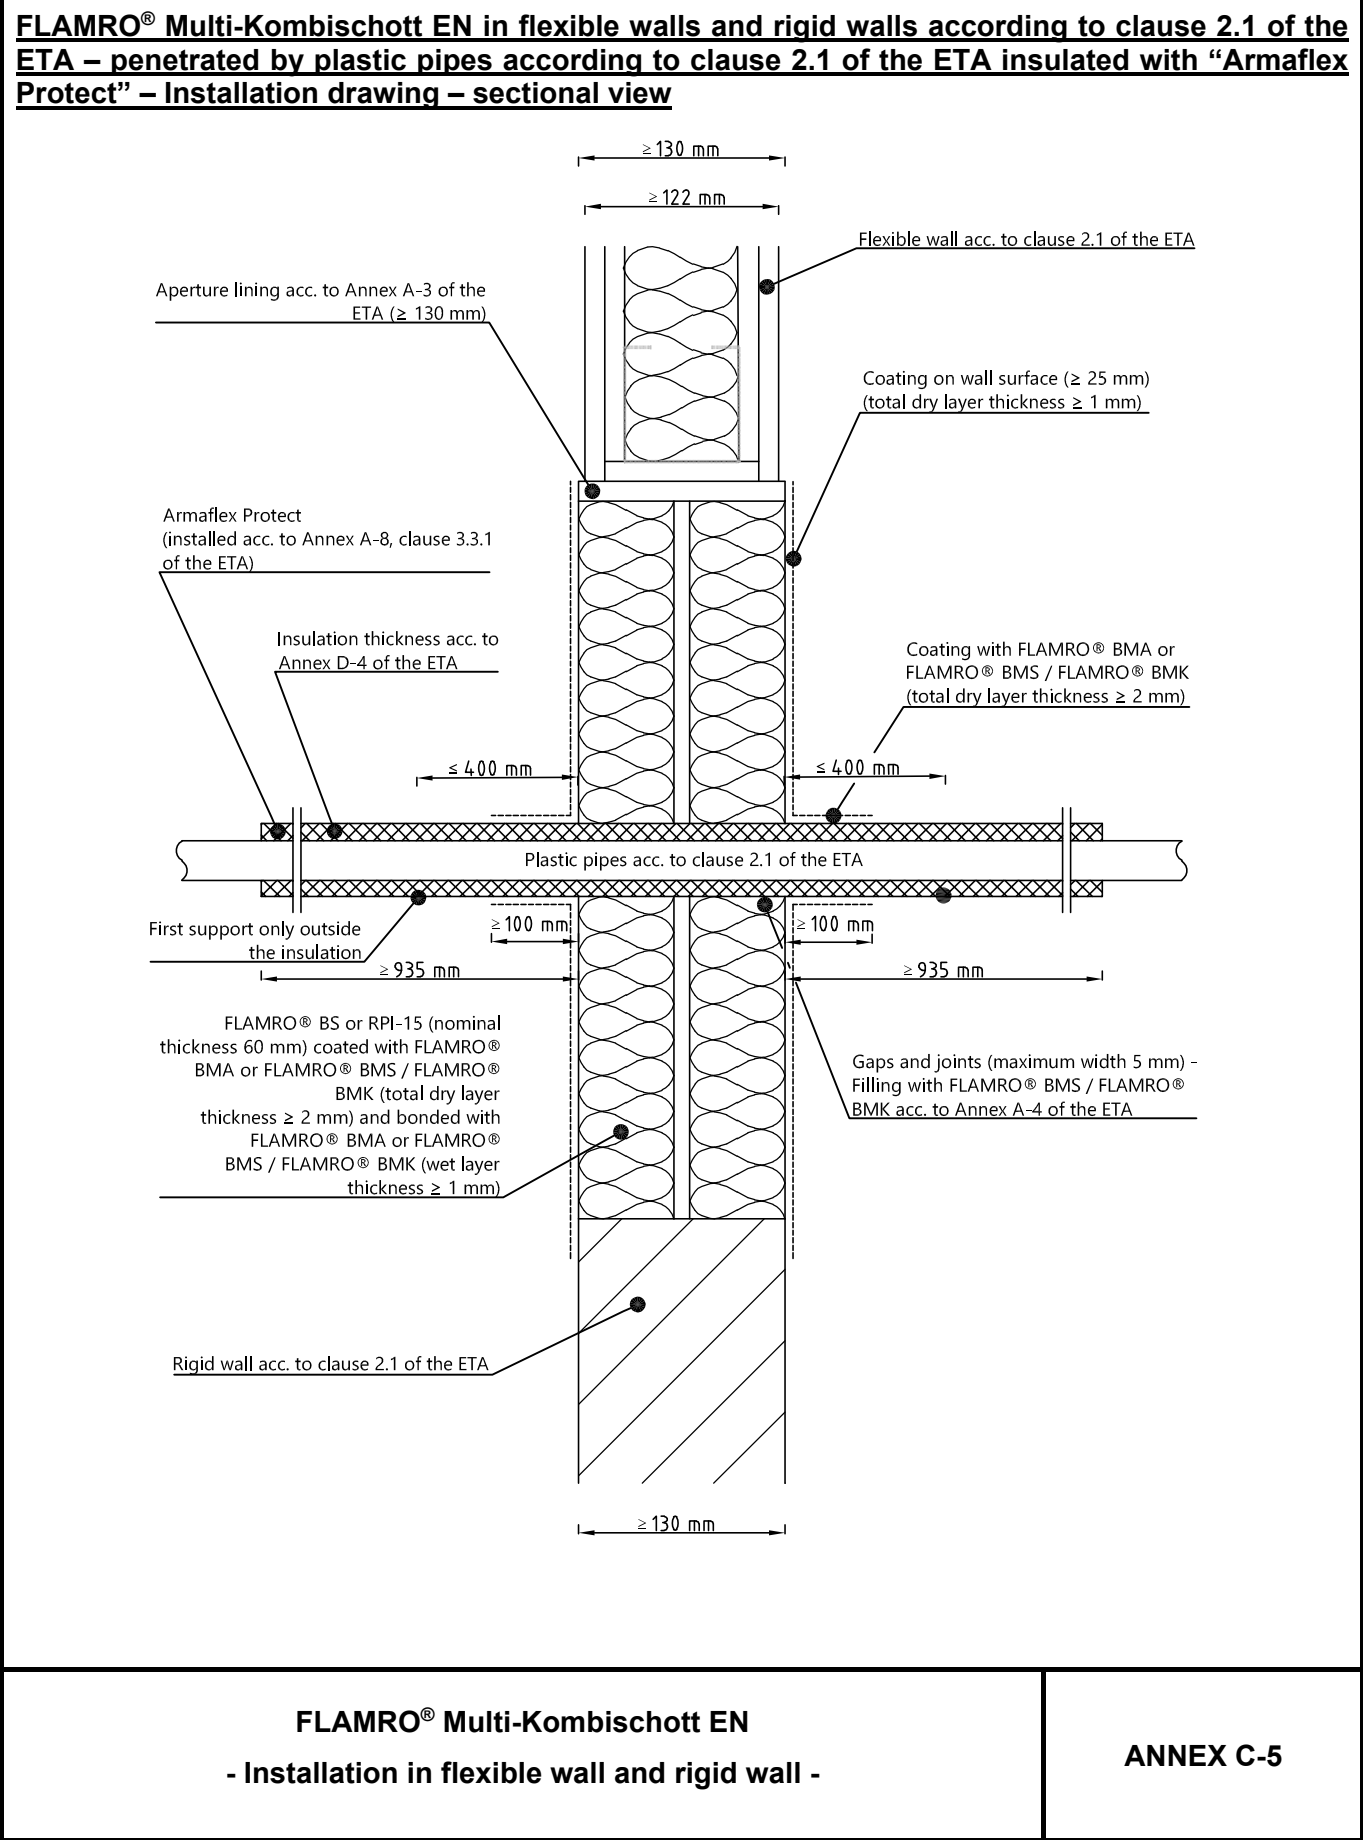 FLAMRO® Multi-Kombischott EN in flexible walls and rigid walls according to clause 2.1 of the
ETA – penetrated by plastic pipes according to clause 2.1 of the ETA insulated with “Armaflex
Protect” – Installation drawing – sectional view
≥ 130 mm
≥ 122 mm
Flexible wall acc. to clause 2.1 of the ETA
Aperture lining acc. to Annex A-3 of the
ETA (≥ 130 mm)
Coating on wall surface (≥ 25 mm)
(total dry layer thickness ≥ 1 mm)
Armaflex Protect
(installed acc. to Annex A-8, clause 3.3.1
of the ETA)
Insulation thickness acc. to
Annex D-4 of the ETA
Coating with FLAMRO® BMA or
FLAMRO® BMS / FLAMRO® BMK
(total dry layer thickness ≥ 2 mm)
≤ 400 mm
≤ 400 mm
Plastic pipes acc. to clause 2.1 of the ETA
First support only outside
the insulation
≥ 100 mm
≥ 100 mm
≥ 935 mm
≥ 935 mm
FLAMRO® BS or RPI-15 (nominal
thickness 60 mm) coated with FLAMRO®
BMA or FLAMRO® BMS / FLAMRO®
BMK (total dry layer
thickness ≥ 2 mm) and bonded with
FLAMRO® BMA or FLAMRO®
BMS / FLAMRO® BMK (wet layer
thickness ≥ 1 mm)
Gaps and joints (maximum width 5 mm) -
Filling with FLAMRO® BMS / FLAMRO®
BMK acc. to Annex A-4 of the ETA
Rigid wall acc. to clause 2.1 of the ETA
≥ 130 mm
FLAMRO® Multi-Kombischott EN
- Installation in flexible wall and rigid wall -
ANNEX C-5